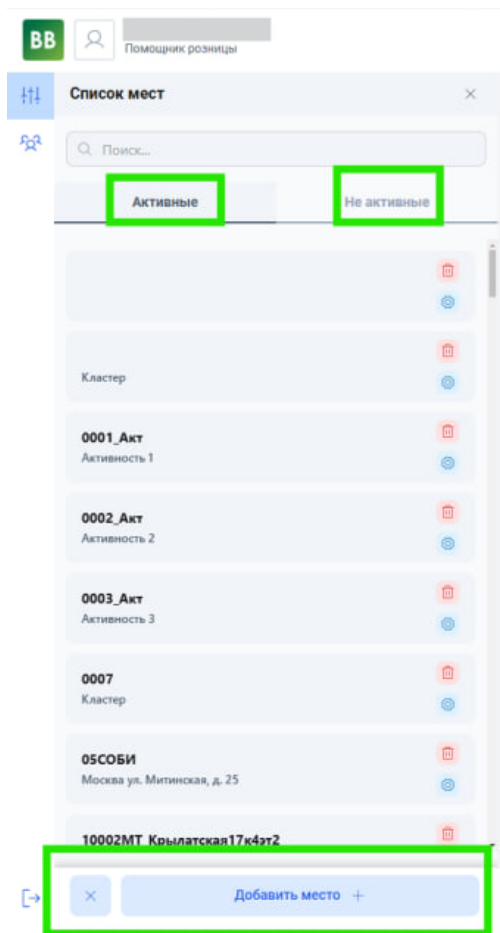 BB
Помощник розницы
Список мест
Поиск...
Активные
Не активные
Кластер
0001_Акт
Активность 1
0002_Акт
Активность 2
0003_Акт
Активность 3
0007
Кластер
05СОБИ
Москва ул. Митинская, д. 25
10002МТ_Крылатская17к4эт2
Добавить место +